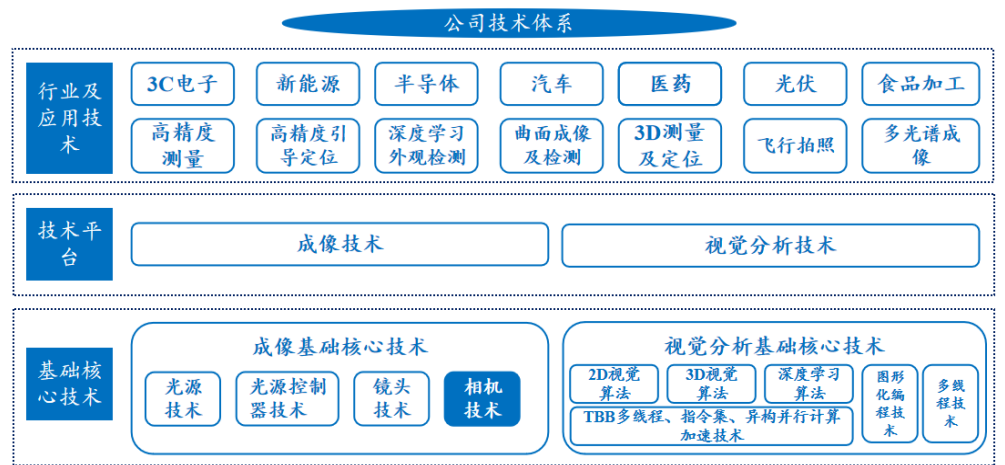 公司技术体系
行业及
应用技
术
3C电子
新能源
半导体
汽车
医药
光伏
食品加工
高精度
测量
高精度引
导定位
深度学习
外观检测
曲面成像
及检测
3D测量
及定位
飞行拍照
多光谱成
像
技术平
台
成像技术
视觉分析技术
基础核
心技术
成像基础核心技术
光源
技术
光源控制
器技术
镜头
技术
相机
技术
视觉分析基础核心技术
2D视觉
算法
3D视觉
算法
深度学习
算法
TBB多线程、指令集、异构并行计算
加速技术
图形
化编
程技
术
多线
程技
术